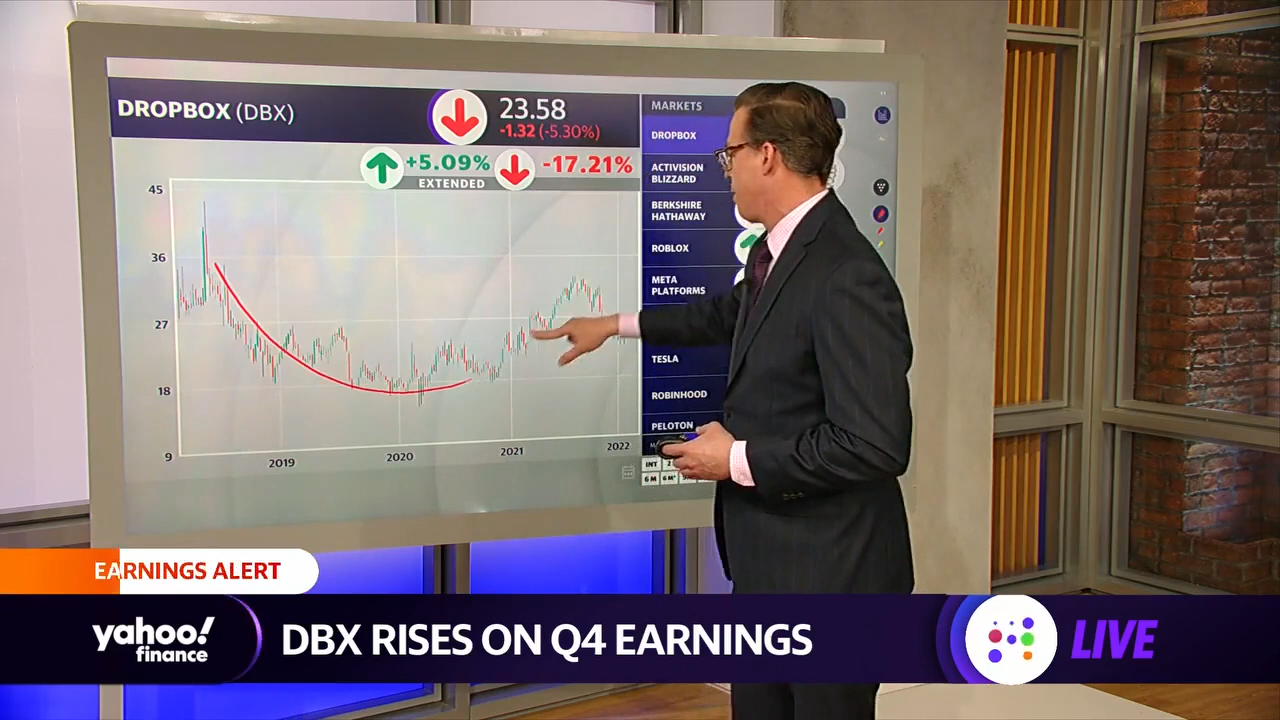 DROPBOX (DBX)
23.58
-1.32 (-5.30%)
+5.09%
EXTENDED
-17.21%
45
36
27
18
9
2019
2020
2021
2022
MARKETS
DROPBOX
ACTIVISION
BLIZZARD
BERKSHIRE
HATHAWAY
ROBLOX
META
PLATFORMS
TESLA
ROBINHOOD
PELOTON
INT
6 M
6 M'
EARNINGS ALERT
yahoo!
finance
DBX RISES ON Q4 EARNINGS
LIVE